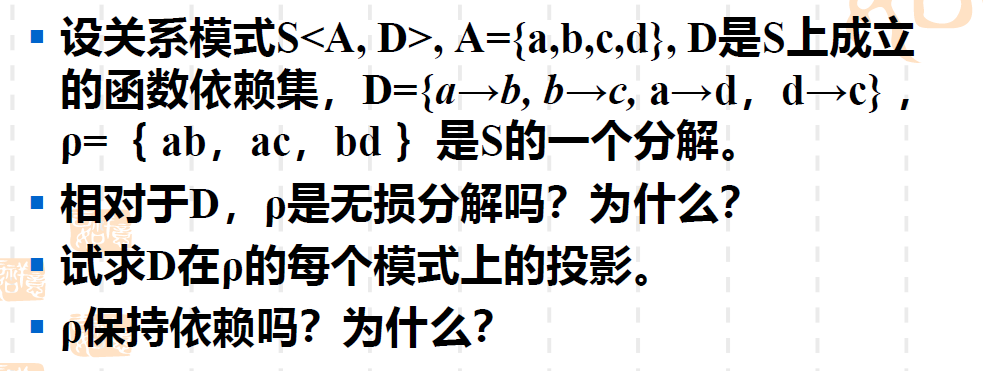 设关系模式S<A, D>, A={a,b,c,d}, D是S上成立
的函数依赖集，D={a→b, b→c, a→d，d→c}，
ρ=｛ab，ac，bd｝是S的一个分解。
相对于D，ρ是无损分解吗？为什么？
试求D在ρ的每个模式上的投影。
ρ保持依赖吗？为什么？